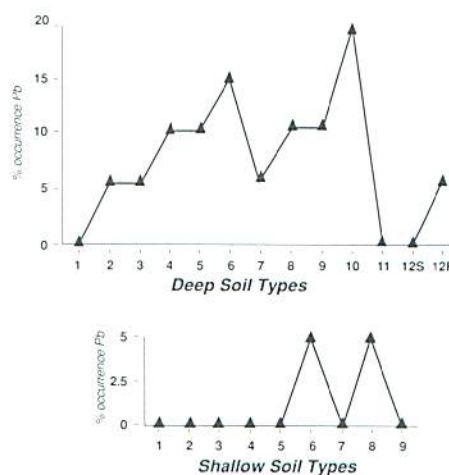 20
15
10
5
0
% occurrence Pb
1 2 3 4 5 6 7 8 9 10 11 12S
Deep Soil Types
5
2.5
0
% occurrence Pb
1 2 3 4 5 6 7 8 9
Shallow Soil Types